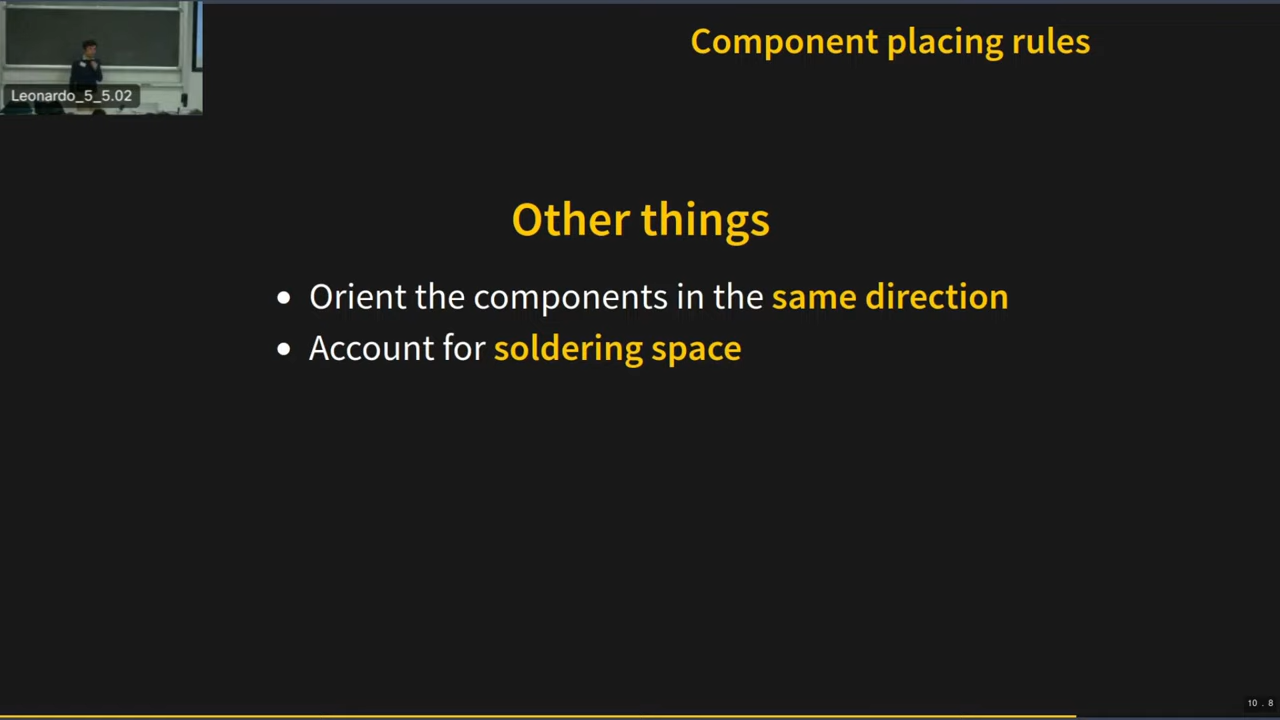 Component placing rules
Leonardo_5_5.02
Other things
Orient the components in the same direction
Account for soldering space
10 . 8